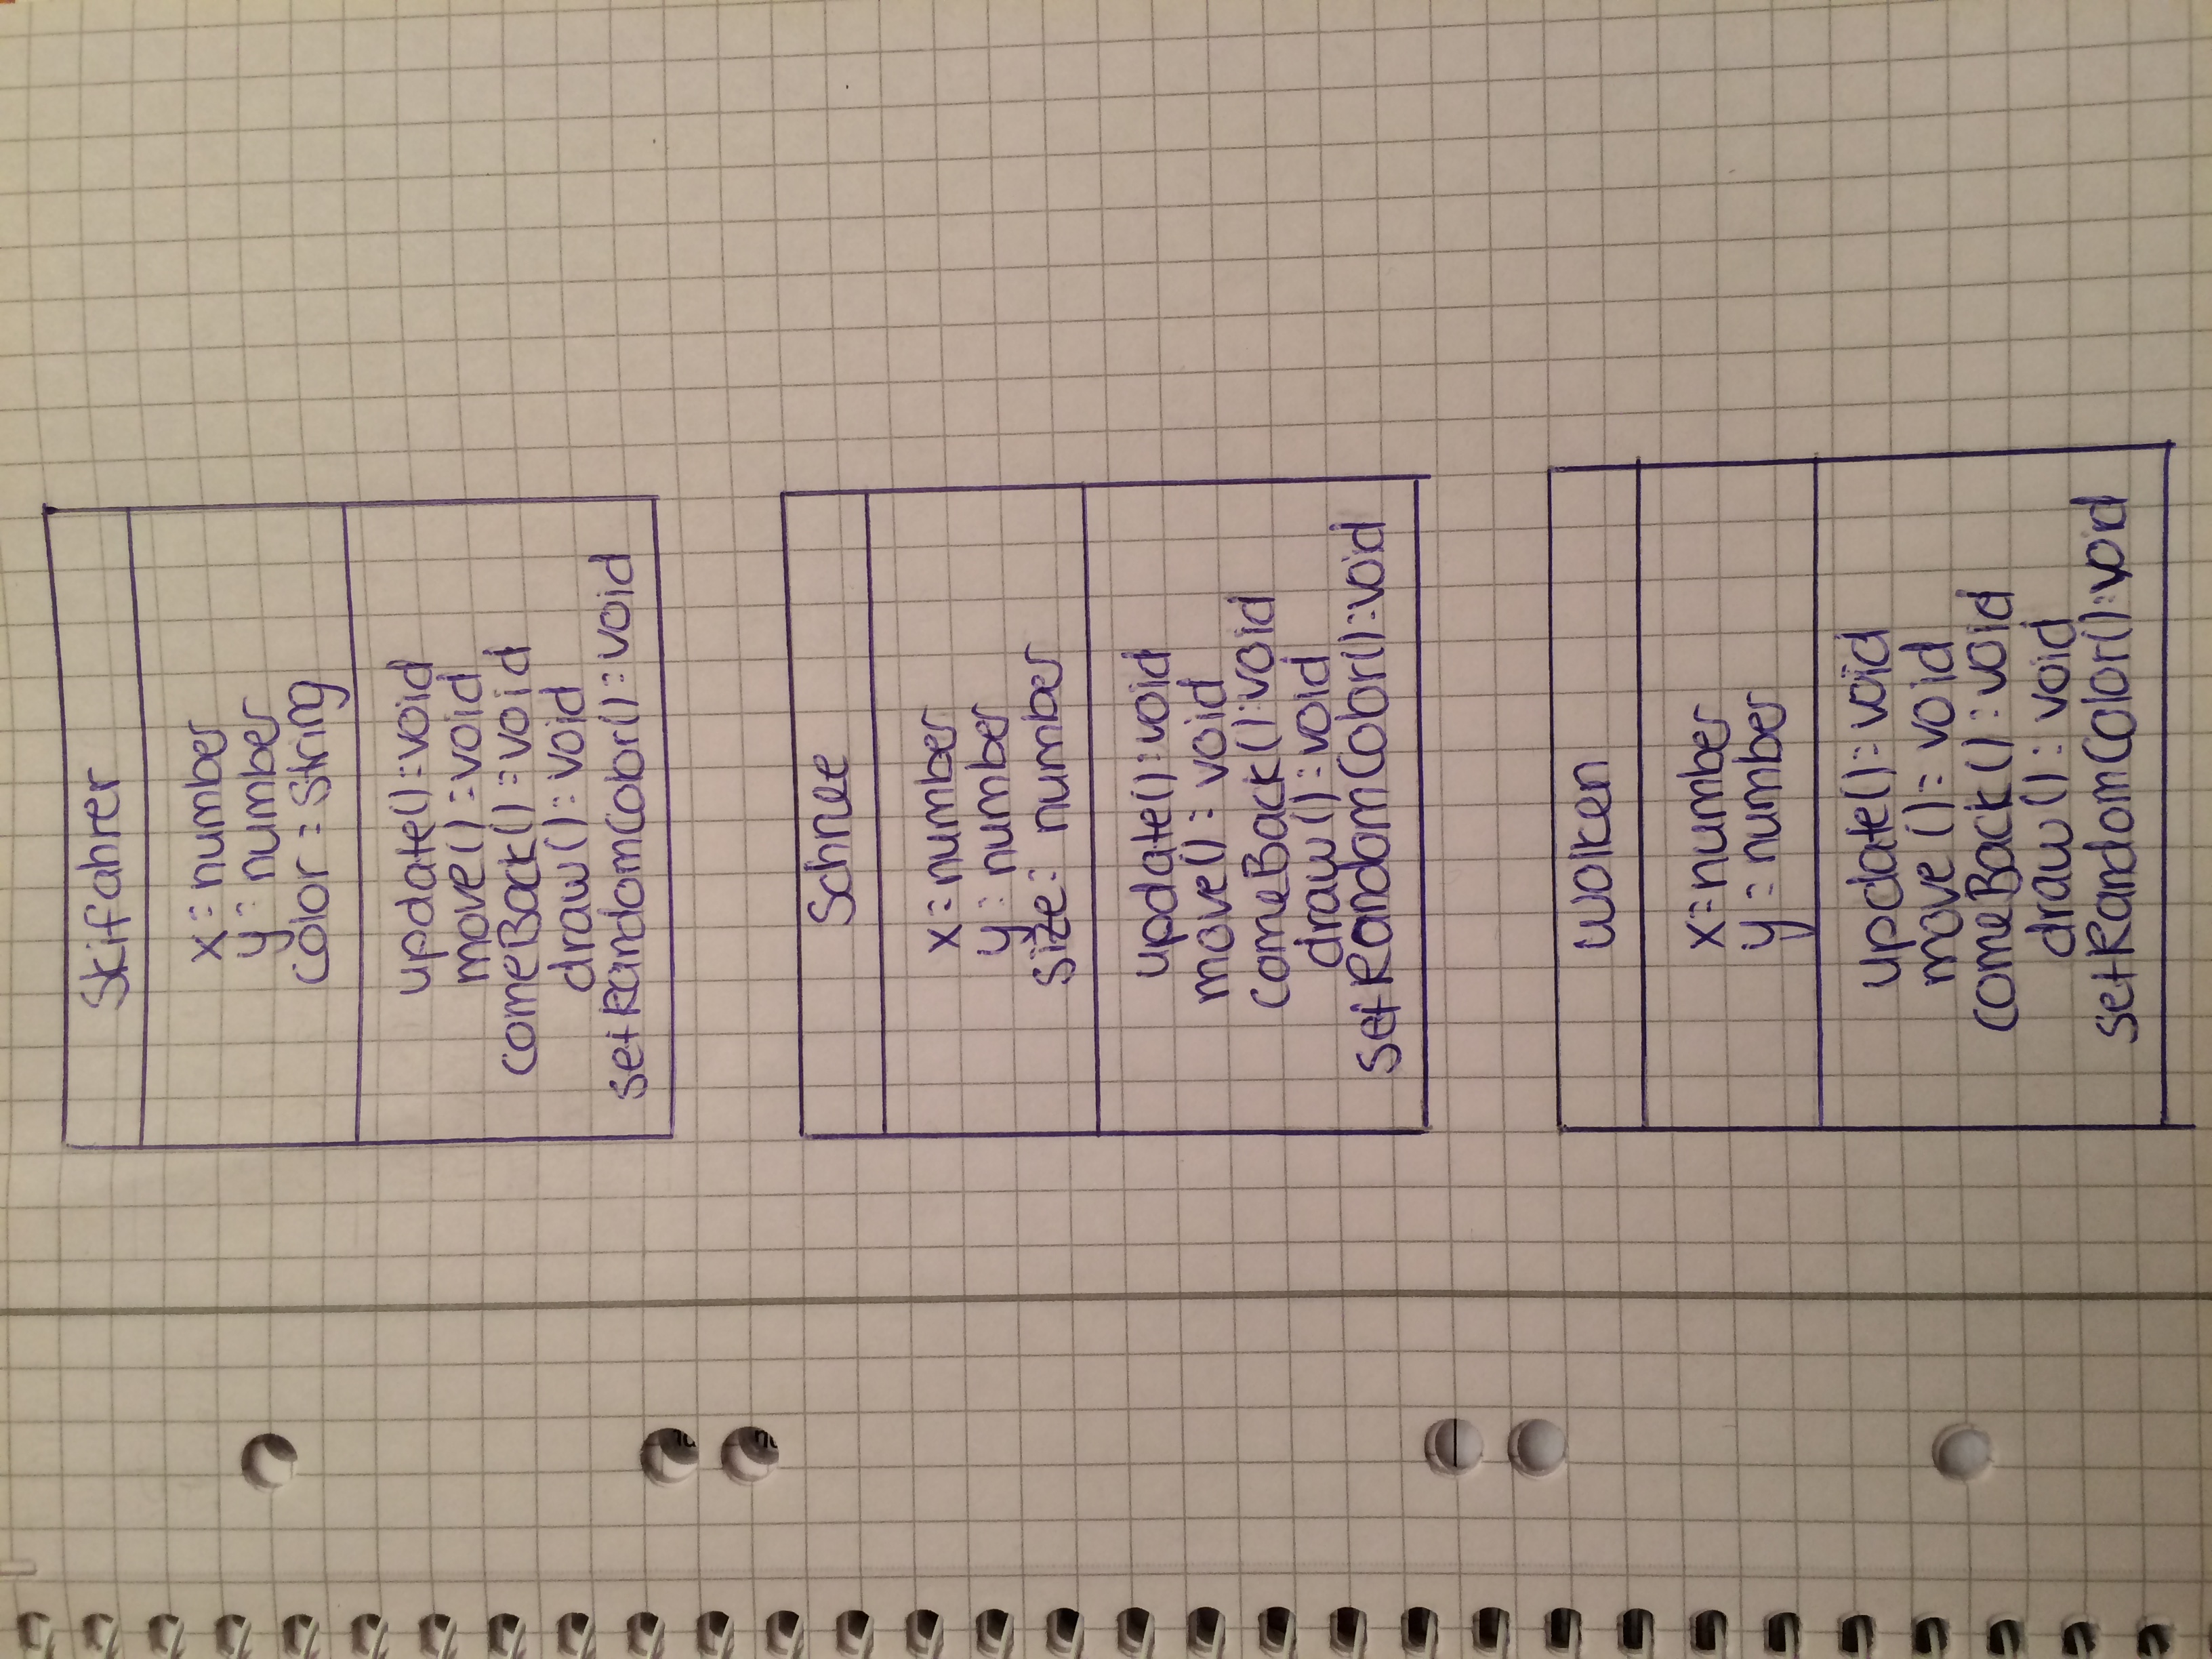 Skifahrer
x: number
y: number
color: string
update(): void
move(): void
comeBack(): void
draw(): void
setRandomColor(): void
Schnee
x: number
y: number
size: number
update(): void
move(): void
comeBack(): void
draw(): void
setRandomColor(): void
Wolken
x: number
y: number
update(): void
move(): void
comeBack(): void
draw(): void
setRandomColor(): void